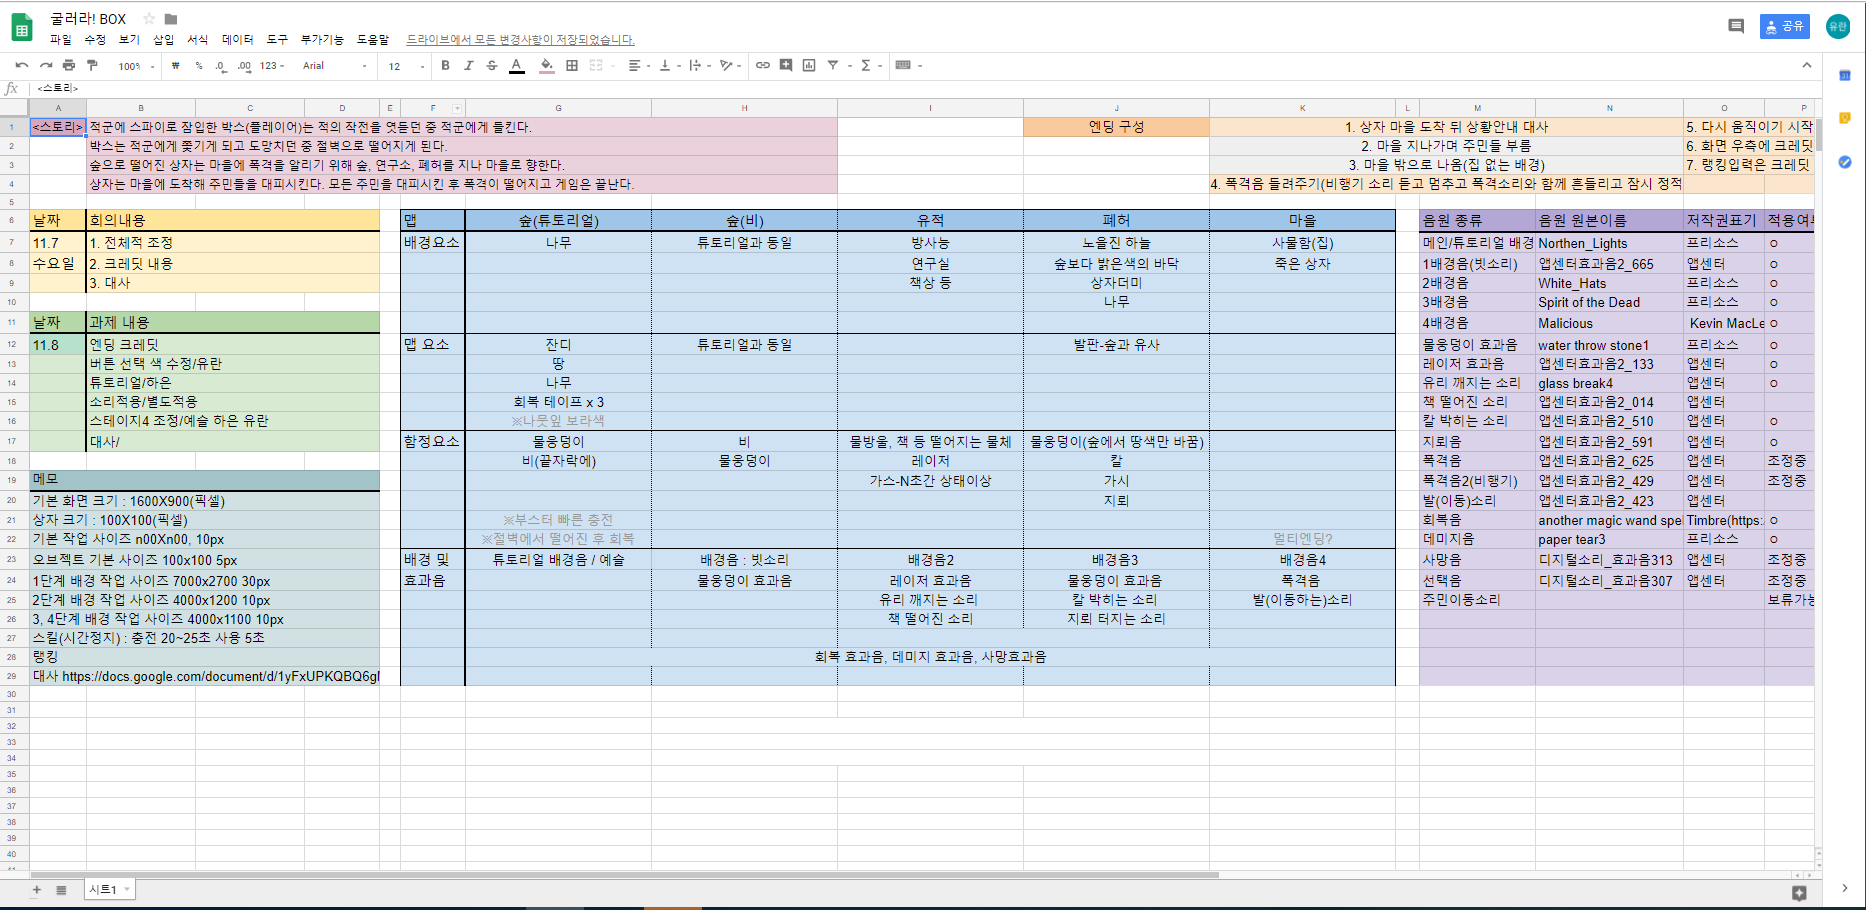 굴러라! BOX
파일 수정 보기 삽입 서식 데이터 도구 부가기능 도움말 드라이브에서 모든 변경사항이 저장되었습니다.
공유
유란
100% ₩ % .0 .00 123 Arial 12 B I S A
fx <스토리>
A B C D E F G H I J K L M N O P
1 <스토리> 적군에 스파이로 잠입한 박스(플레이어)는 적의 작전을 엿듣던 중 적군에게 들킨다. 엔딩 구성 1. 상자 마을 도착 뒤 상황안내 대사 5. 다시 움직이기 시작
2 박스는 적군에게 쫓기게 되고 도망치던 중 절벽으로 떨어지게 된다. 2. 마을 지나가며 주민들 부름 6. 화면 우측에 크레딧
3 숲으로 떨어진 상자는 마을에 폭격을 알리기 위해 숲, 연구소, 폐허를 지나 마을로 향한다. 3. 마을 밖으로 나옴(집 없는 배경) 7. 랭킹입력은 크레딧
4 상자는 마을에 도착해 주민들을 대피시킨다. 모든 주민을 대피시킨 후 폭격이 떨어지고 게임은 끝난다. 4. 폭격음 들려주기(비행기 소리 듣고 멈추고 폭격소리와 함께 흔들리고 잠시 정적
5
6 날짜 회의내용 맵 숲(튜토리얼) 숲(비) 유적 폐허 마을 음원 종류 음원 원본이름 저작권표기 적용여부
7 11.7 1. 전체적 조정 배경요소 나무 튜토리얼과 동일 방사능 노을진 하늘 사물함(집) 메인/튜토리얼 배경 Northen_Lights 프리소스 ○
8 수요일 2. 크레딧 내용 연구실 숲보다 밝은색의 바닥 죽은 상자 1배경음(빗소리) 앱센터효과음2_665 앱센터 ○
9 3. 대사 책상 등 상자더미 2배경음 White_Hats 프리소스 ○
10 나무 3배경음 Spirit of the Dead 프리소스 ○
11 날짜 과제 내용 4배경음 Malicious Kevin MacLe ○
12 11.8 엔딩 크레딧 맵 요소 잔디 튜토리얼과 동일 발판-숲과 유사 물웅덩이 효과음 water throw stone1 프리소스 ○
13 버튼 선택 색 수정/유란 땅 레이저 효과음 앱센터효과음2_133 앱센터 ○
14 튜토리얼/하은 나무 유리 깨지는 소리 glass break4 앱센터 ○
15 소리적용/별도적용 회복 테이프 x 3 책 떨어진 소리 앱센터효과음2_014 앱센터
16 스테이지4 조정/예슬 하은 유란 ※나뭇잎 보라색 칼 박히는 소리 앱센터효과음2_510 앱센터 ○
17 대사/ 함정요소 물웅덩이 비 물방울, 책 등 떨어지는 물체 물웅덩이(숲에서 땅색만 바꿈) 지뢰음 앱센터효과음2_591 앱센터 ○
18 비(끝자락에) 물웅덩이 레이저 칼 폭격음 앱센터효과음2_625 앱센터 조정중
19 메모 가스-N초간 상태이상 가시 폭격음2(비행기) 앱센터효과음2_429 앱센터 조정중
20 기본 화면 크기 : 1600X900(픽셀) 지뢰 발(이동)소리 앱센터효과음2_423 앱센터
21 상자 크기 : 100X100(픽셀) ※부스터 빠른 충전 회복음 another magic wand spel Timbre(https: ○
22 기본 작업 사이즈 n00Xn00, 10px ※절벽에서 떨어진 후 회복 멀티엔딩? 데미지음 paper tear3 프리소스 ○
23 오브젝트 기본 사이즈 100x100 5px 배경 및 튜토리얼 배경음 / 예슬 배경음 : 빗소리 배경음2 배경음3 배경음4 사망음 디지털소리_효과음313 앱센터 조정중
24 1단계 배경 작업 사이즈 7000x2700 30px 효과음 물웅덩이 효과음 레이저 효과음 물웅덩이 효과음 폭격음 선택음 디지털소리_효과음307 앱센터 조정중
25 2단계 배경 작업 사이즈 4000x1200 10px 유리 깨지는 소리 칼 박히는 소리 발(이동하는)소리 주민이동소리 보류가능
26 3, 4단계 배경 작업 사이즈 4000x1100 10px 책 떨어진 소리 지뢰 터지는 소리
27 스킬(시간정지) : 충전 20~25초 사용 5초
28 랭킹 회복 효과음, 데미지 효과음, 사망효과음
29 대사 https://docs.google.com/document/d/1yFxUPKQBQ6gl
30
31
32
33
34
35
36
37
38
39
40
41
시트1